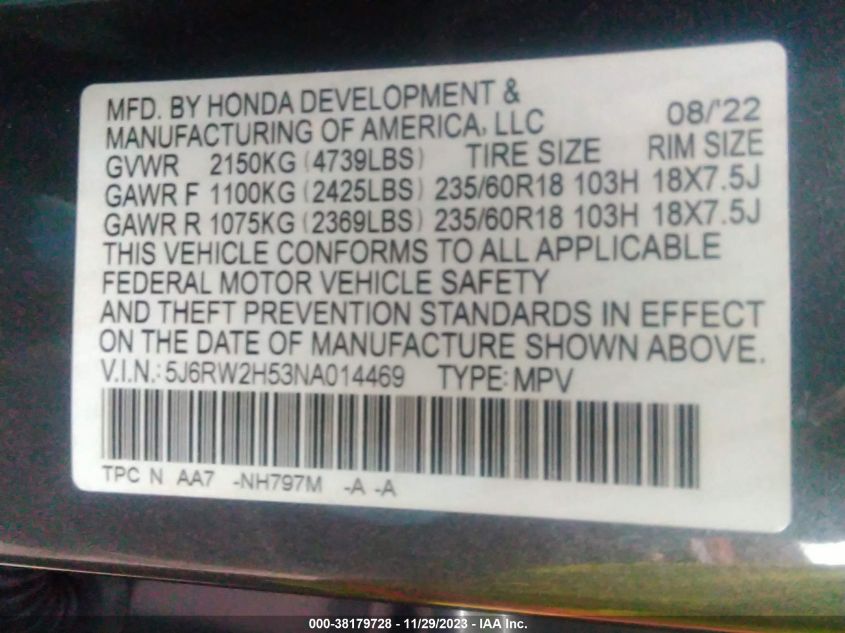 MFD. BY HONDA DEVELOPMENT &
MANUFACTURING OF AMERICA, LLC 08/'22
GVWR 2150KG (4739LBS) TIRE SIZE RIM SIZE
GAWR F 1100KG (2425LBS) 235/60R18 103H 18X7.5J
GAWR R 1075KG (2369LBS) 235/60R18 103H 18X7.5J
THIS VEHICLE CONFORMS TO ALL APPLICABLE
FEDERAL MOTOR VEHICLE SAFETY
AND THEFT PREVENTION STANDARDS IN EFFECT
ON THE DATE OF MANUFACTURE SHOWN ABOVE.
V.I.N.: 5J6RW2H53NA014469 TYPE: MPV
TPC N AA7 -NH797M -A -A
000-38179728 - 11/29/2023 - IAA Inc.